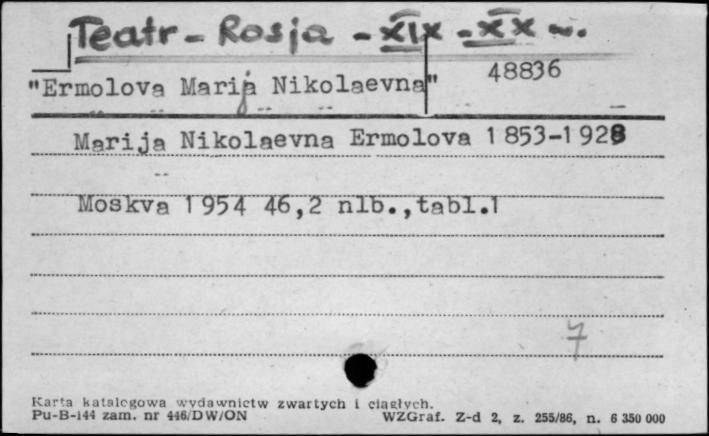 Teatr - Rosja - XIX - XX w.
"Ermolova Marija Nikolaevna" 48836
Marija Nikolaevna Ermolova 1853-1928
Moskva 1954 46,2 nlb.,tabl.1
7
Karta katalogowa wydawnictw zwartych i ciągłych.
Pu-B-144 zam. nr 446/DW/ON WZGraf. Z-d 2, z. 255/86, n. 6 350 000